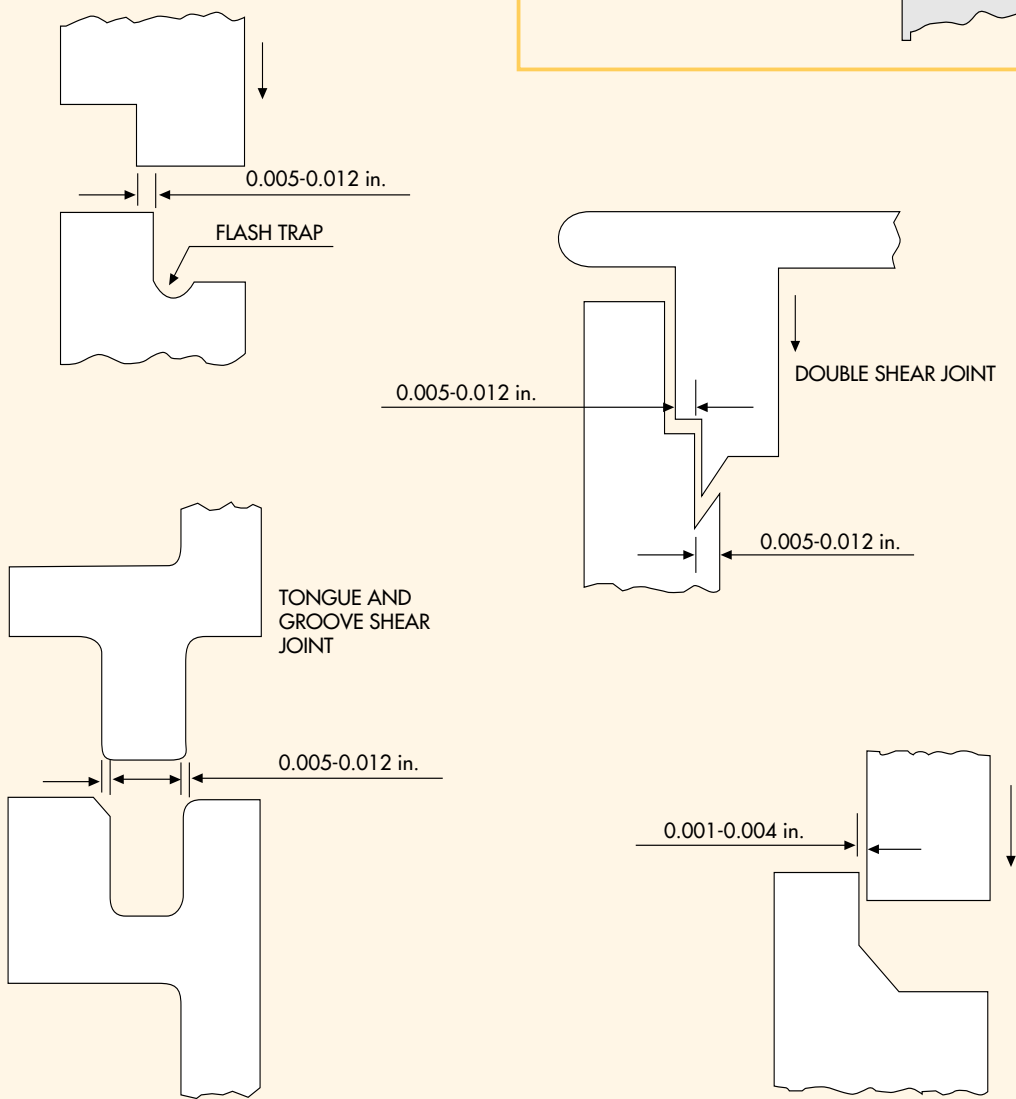 0.005-0.012 in.
FLASH TRAP
0.005-0.012 in.
DOUBLE SHEAR JOINT
0.005-0.012 in.
TONGUE AND
GROOVE SHEAR
JOINT
0.005-0.012 in.
0.001-0.004 in.